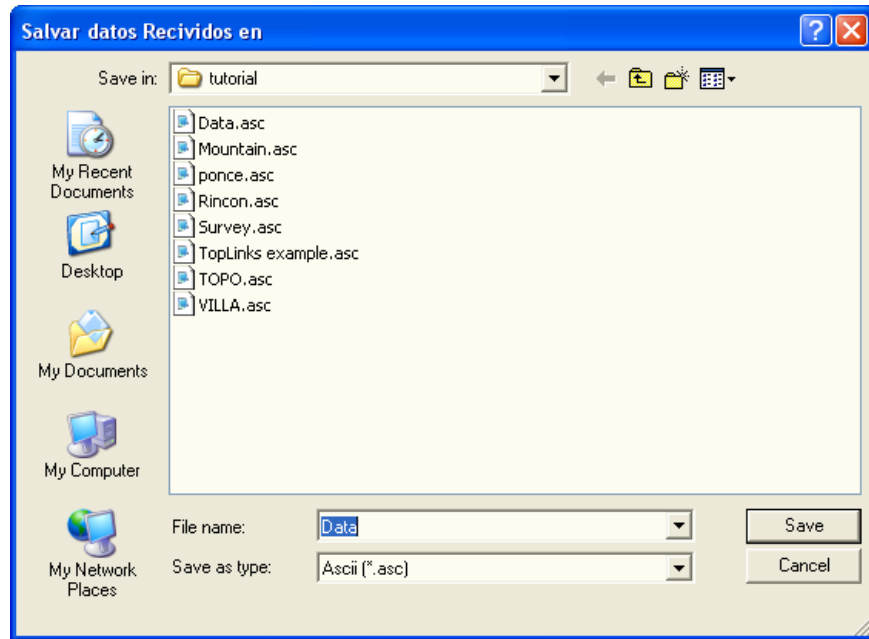 Salvar datos Recividos en
Save in:
tutorial
My Recent
Documents
Desktop
My Documents
My Computer
My Network
Places
Data.asc
Mountain.asc
ponce.asc
Rincon.asc
Survey.asc
TopLinks example.asc
TOPO.asc
VILLA.asc
File name:
Data
Save
Save as type:
Ascii (*.asc)
Cancel